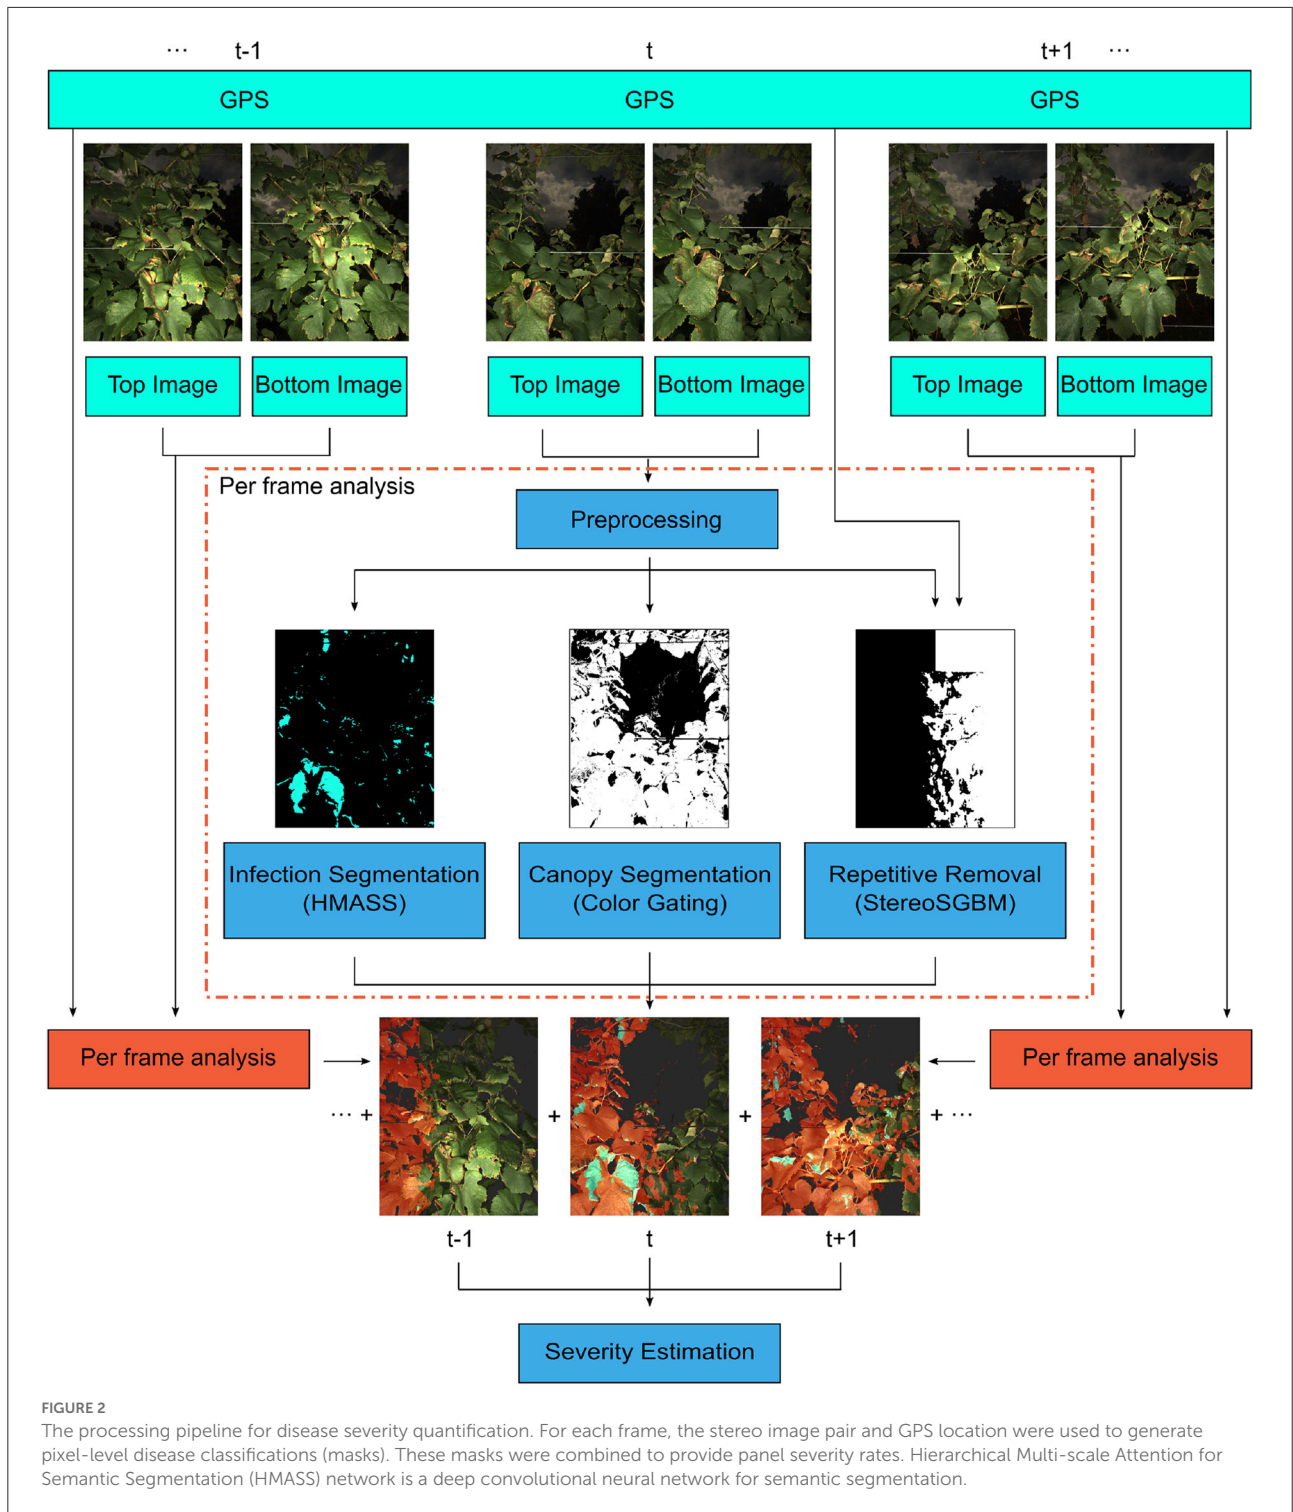 ... t-1 t t+1 ...
GPS GPS GPS
Top Image Bottom Image Top Image Bottom Image Top Image Bottom Image
Per frame analysis
Preprocessing
Infection Segmentation
(HMASS)
Canopy Segmentation
(Color Gating)
Repetitive Removal
(StereoSGBM)
Per frame analysis
Per frame analysis
... + + + + ...
t-1 t t+1
Severity Estimation
FIGURE 2
The processing pipeline for disease severity quantification. For each frame, the stereo image pair and GPS location were used to generate
pixel-level disease classifications (masks). These masks were combined to provide panel severity rates. Hierarchical Multi-scale Attention for
Semantic Segmentation (HMASS) network is a deep convolutional neural network for semantic segmentation.